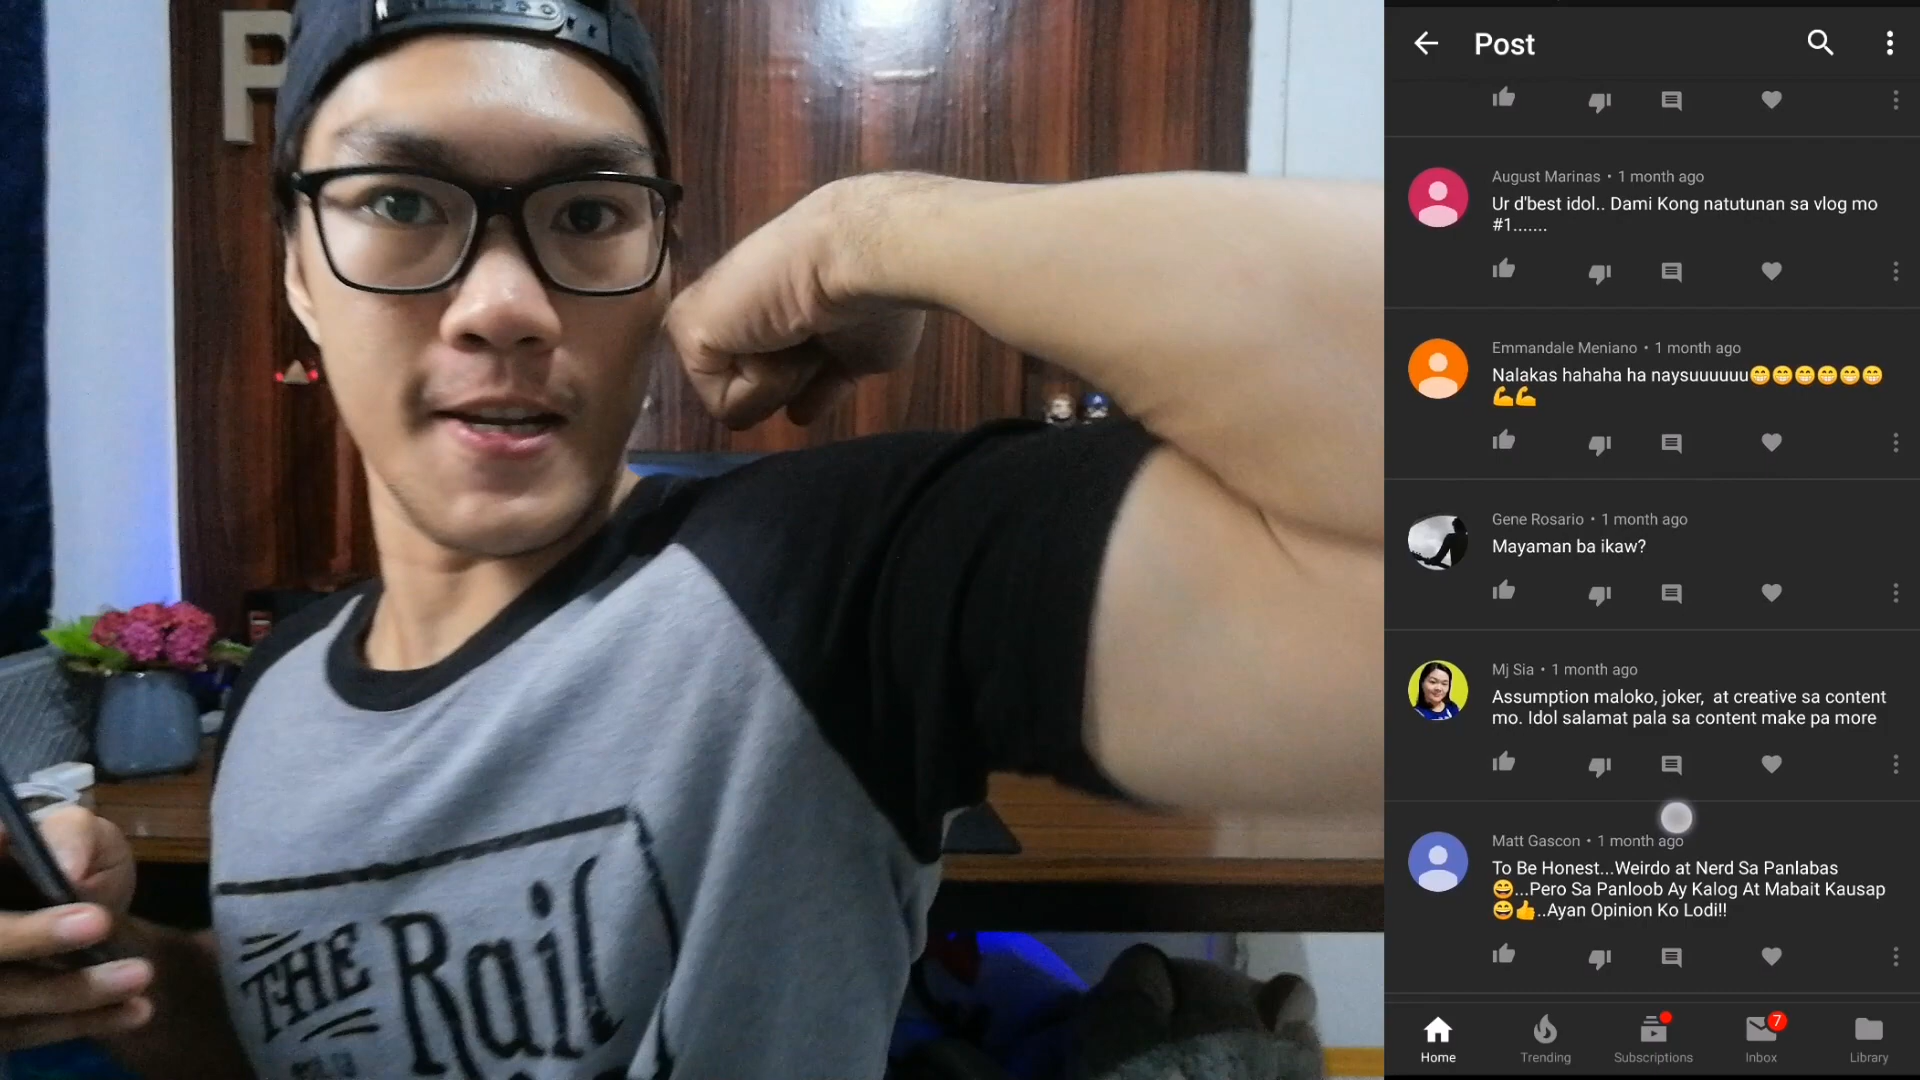 P
THE Rail
Post
August Marinas • 1 month ago
Ur d'best idol.. Dami Kong natutunan sa vlog mo
#1.......
Emmandale Meniano • 1 month ago
Nalakas hahaha ha naysuuuuuu😁😁😁😁😁😁
💪💪
Gene Rosario • 1 month ago
Mayaman ba ikaw?
Mj Sia • 1 month ago
Assumption maloko, joker, at creative sa content
mo. Idol salamat pala sa content make pa more
Matt Gascon • 1 month ago
To Be Honest...Weirdo at Nerd Sa Panlabas
😄...Pero Sa Panloob Ay Kalog At Mabait Kausap
😄👍..Ayan Opinion Ko Lodi!!
7
Home Trending Subscriptions Inbox Library